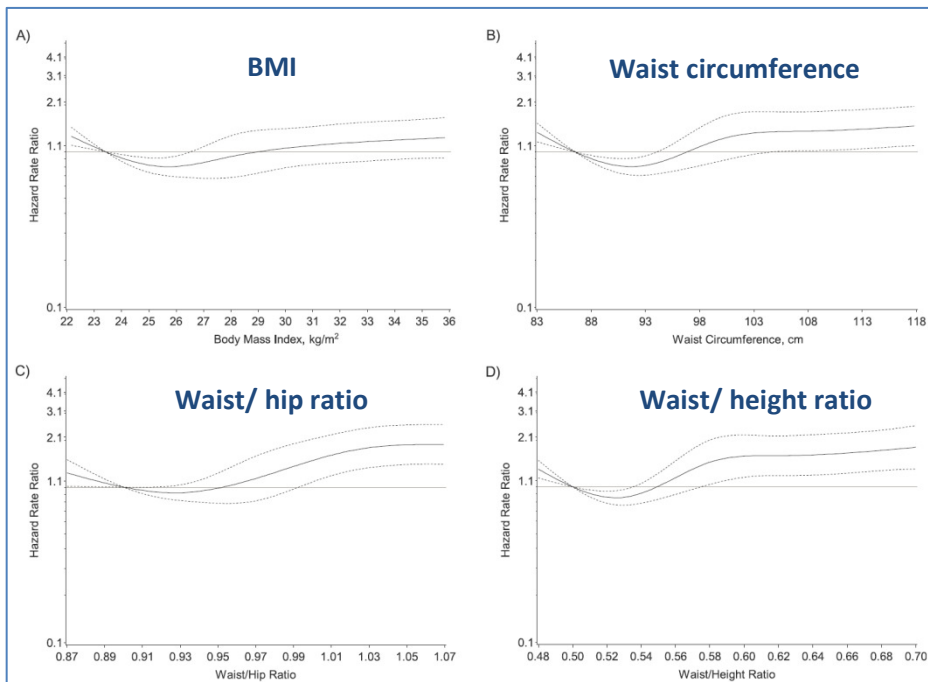 A)
BMI
Hazard Rate Ratio
4.1
3.1
2.1
1.1
0.1
22 23 24 25 26 27 28 29 30 31 32 33 34 35 36
Body Mass Index, kg/m²
B)
Waist circumference
Hazard Rate Ratio
4.1
3.1
2.1
1.1
0.1
83 88 93 98 103 108 113 118
Waist Circumference, cm
C)
Waist/ hip ratio
Hazard Rate Ratio
4.1
3.1
2.1
1.1
0.1
0.87 0.89 0.91 0.93 0.95 0.97 0.99 1.01 1.03 1.05 1.07
Waist/Hip Ratio
D)
Waist/ height ratio
Hazard Rate Ratio
4.1
3.1
2.1
1.1
0.1
0.48 0.50 0.52 0.54 0.56 0.58 0.60 0.62 0.64 0.66 0.68 0.70
Waist/Height Ratio